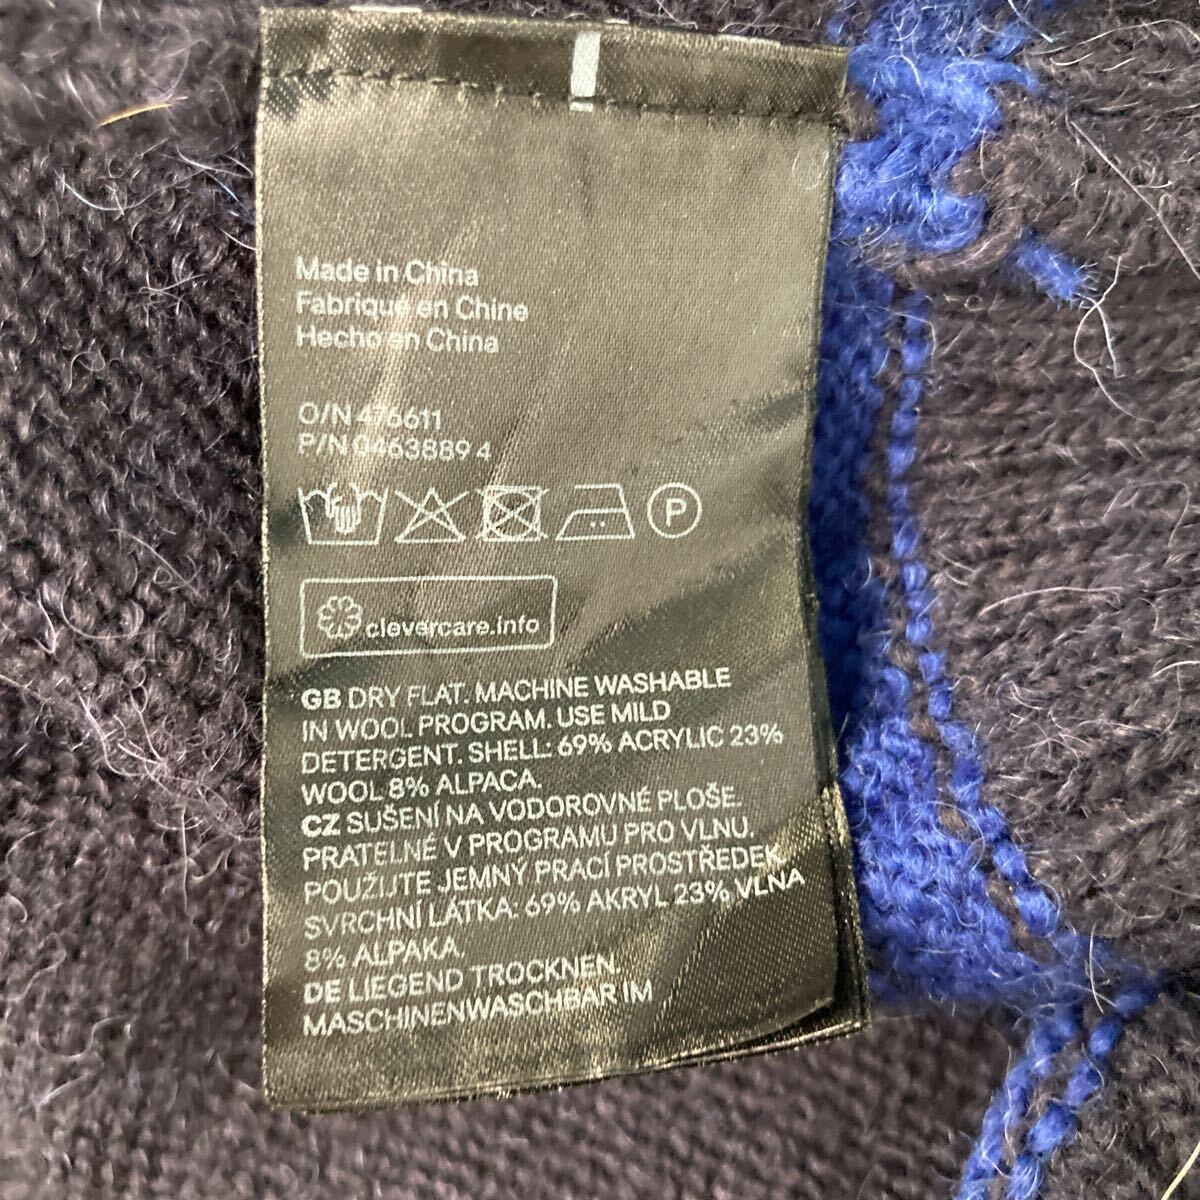 Made in China
Fabriqué en Chine
Hecho en China
O/N 476611
P/N 0463889 4
P
clevercare.info
GB DRY FLAT. MACHINE WASHABLE
IN WOOL PROGRAM. USE MILD
DETERGENT. SHELL: 69% ACRYLIC 23%
WOOL 8% ALPACA.
CZ SUŠENÍ NA VODOROVNÉ PLOŠE.
PRATELNÉ V PROGRAMU PRO VLNU.
POUŽIJTE JEMNÝ PRACÍ PROSTŘEDEK.
SVRCHNÍ LÁTKA: 69% AKRYL 23% VLNA
8% ALPAKA.
DE LIEGEND TROCKNEN.
MASCHINENWASCHBAR IM